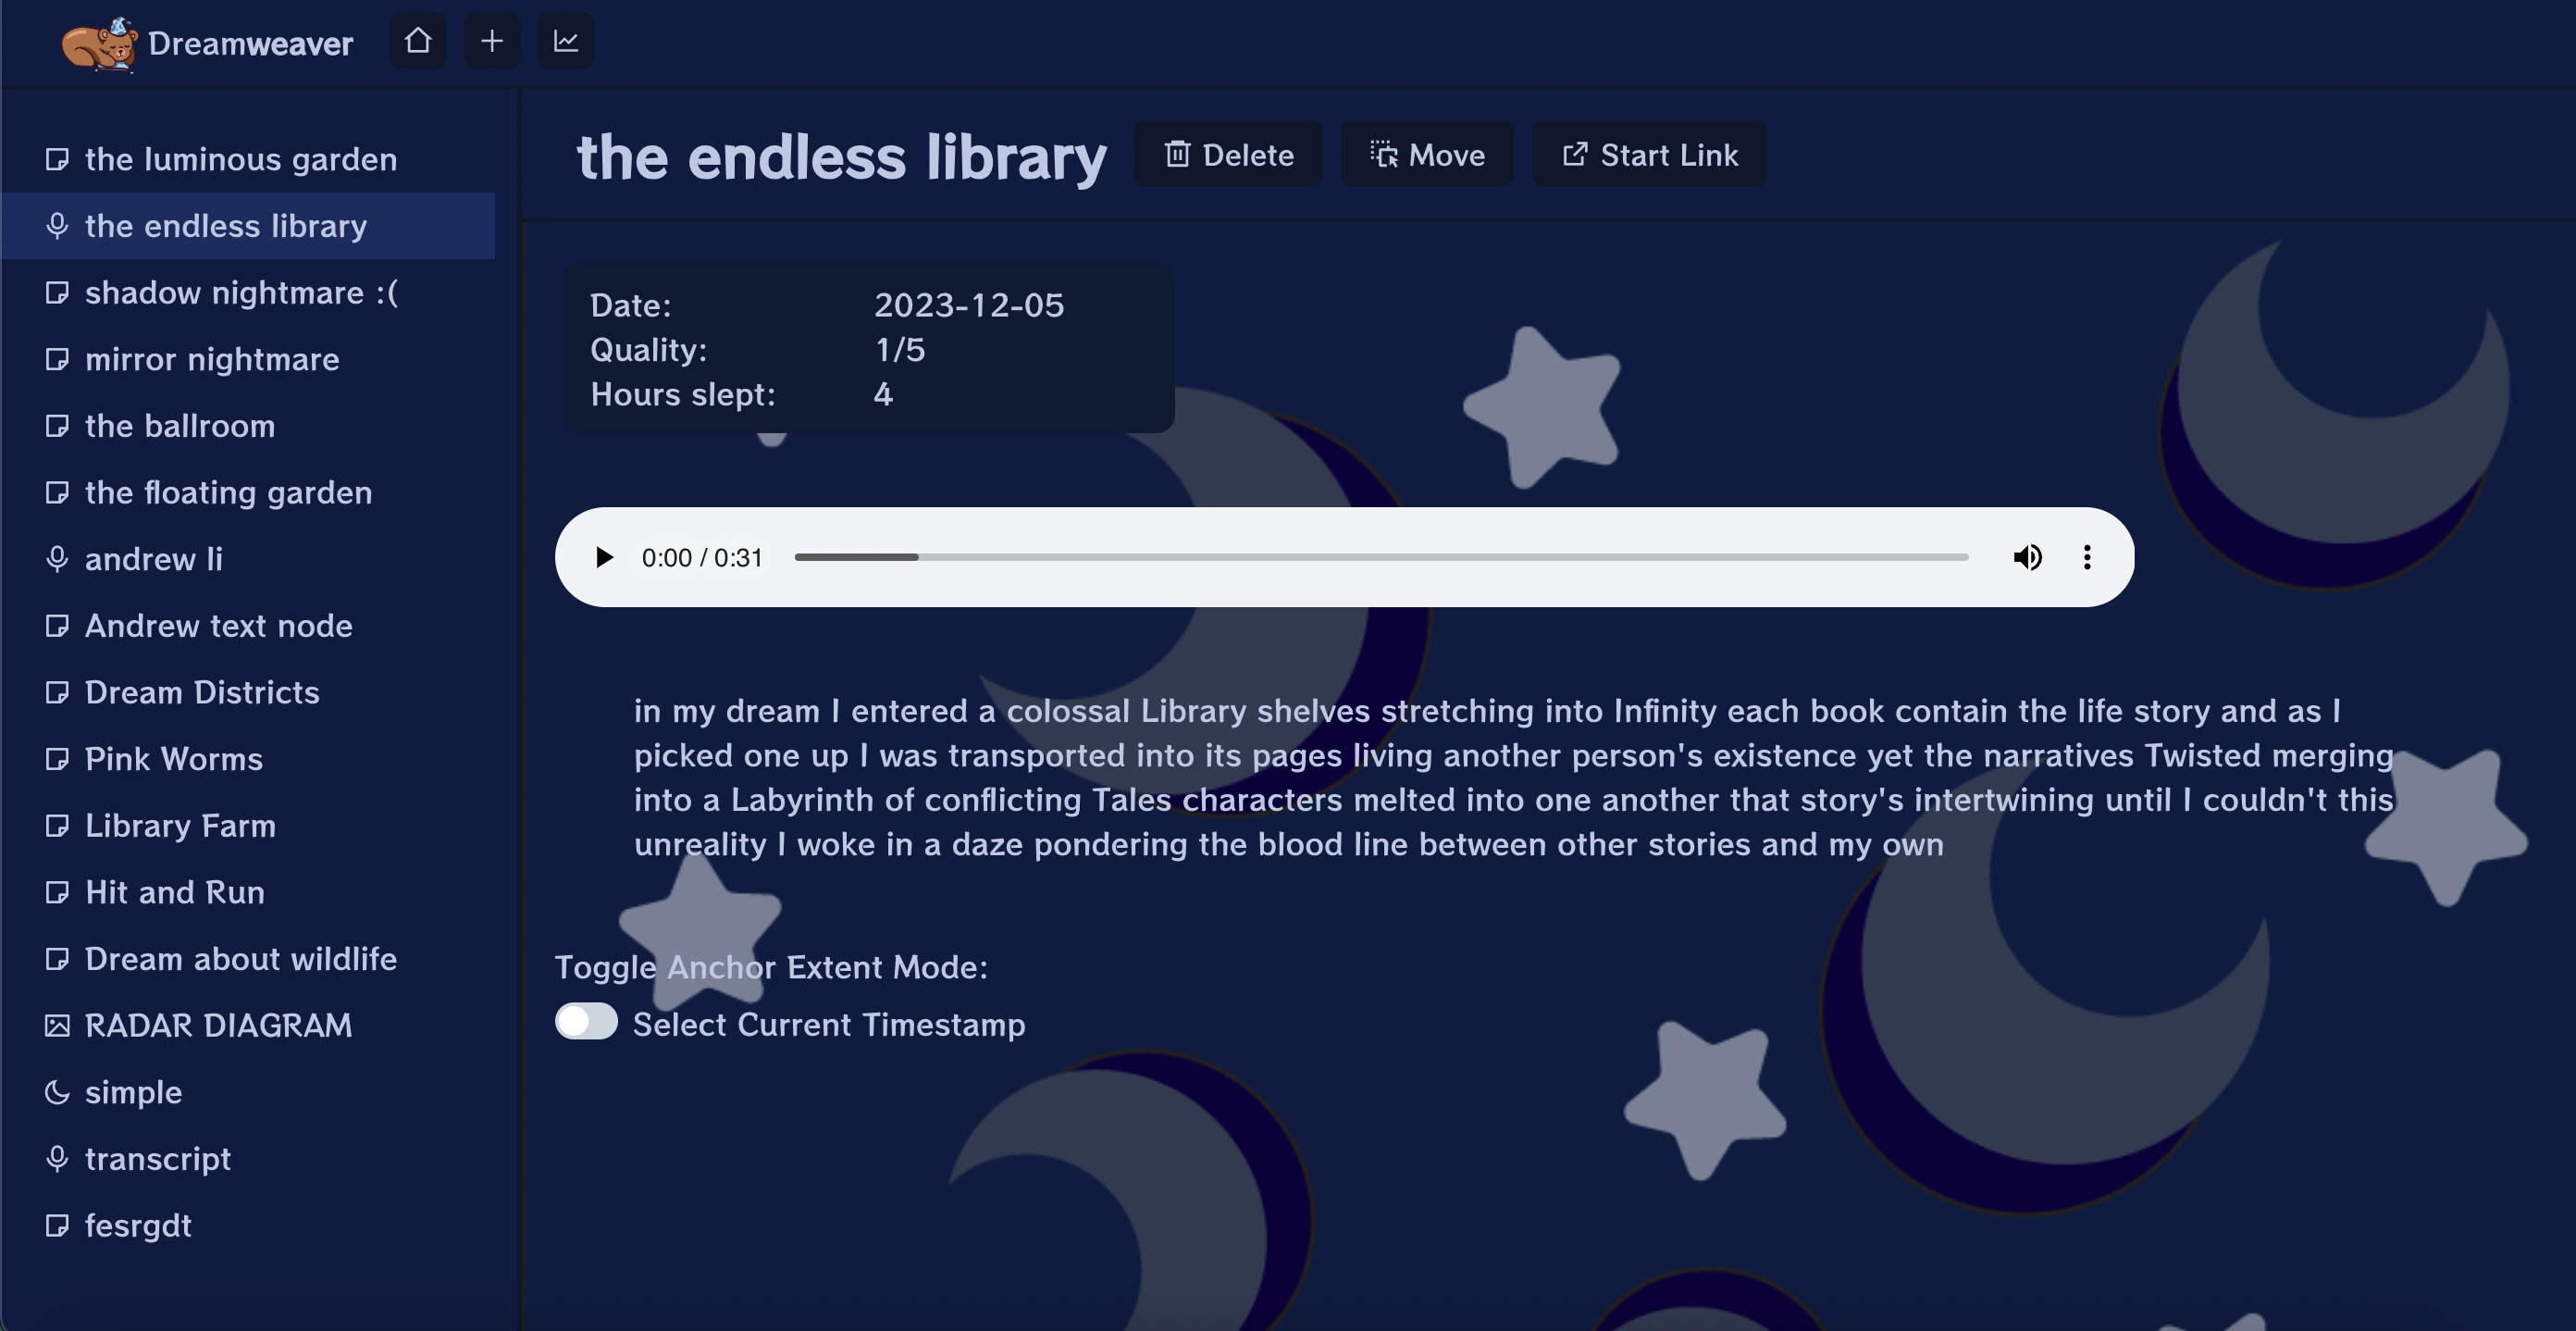 Dreamweaver
the luminous garden
the endless library
shadow nightmare :(
mirror nightmare
the ballroom
the floating garden
andrew li
Andrew text node
Dream Districts
Pink Worms
Library Farm
Hit and Run
Dream about wildlife
RADAR DIAGRAM
simple
transcript
fesrgdt
the endless library
Delete
Move
Start Link
Date: 2023-12-05
Quality: 1/5
Hours slept: 4
0:00 / 0:31
in my dream I entered a colossal Library shelves stretching into Infinity each book contain the life story and as I
picked one up I was transported into its pages living another person's existence yet the narratives Twisted merging
into a Labyrinth of conflicting Tales characters melted into one another that story's intertwining until I couldn't this
unreality I woke in a daze pondering the blood line between other stories and my own
Toggle Anchor Extent Mode:
Select Current Timestamp